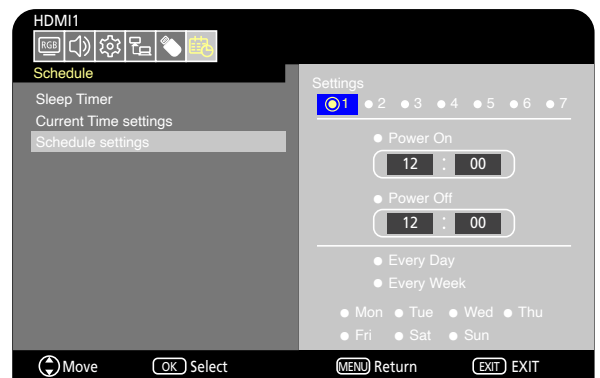 HDMI1
RGB
Schedule
Sleep Timer
Current Time settings
Schedule settings
Settings
1 2 3 4 5 6 7
Power On
12 : 00
Power Off
12 : 00
Every Day
Every Week
Mon Tue Wed Thu
Fri Sat Sun
Move OK Select MENU Return EXIT EXIT